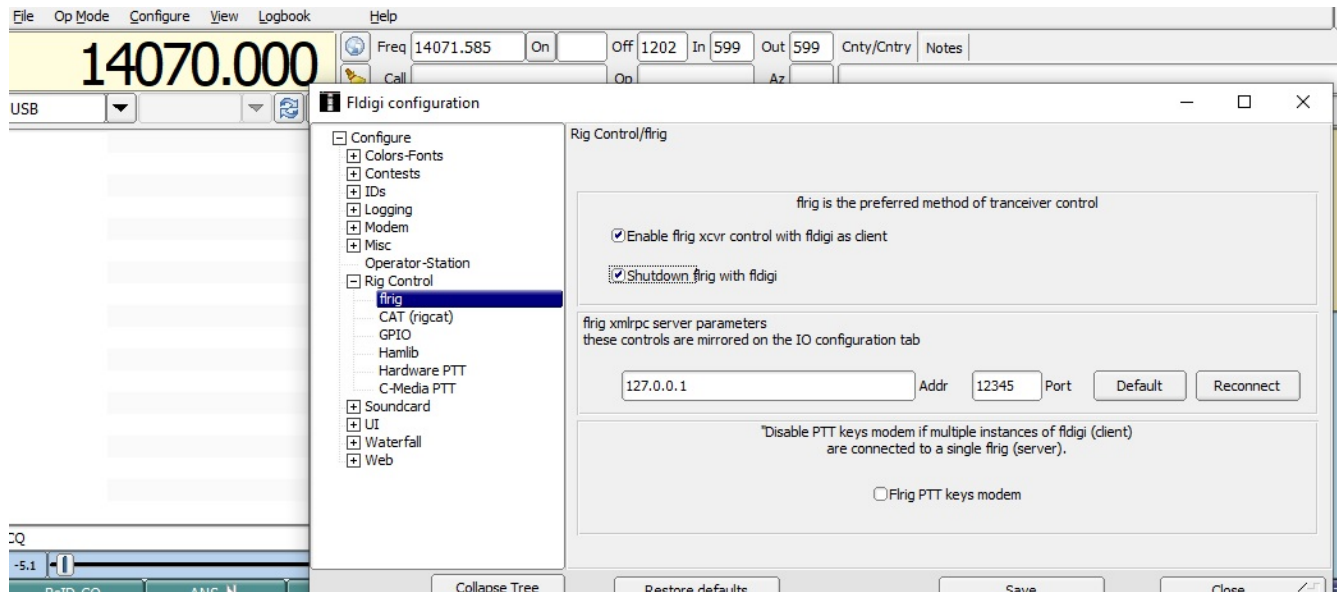 File Op Mode Configure View Logbook Help
14070.000
Freq 14071.585 On Off 1202 In 599 Out 599 Cnty/Cntry Notes
Call Op Az
USB
Fldigi configuration
Configure
Colors-Fonts
Contests
IDs
Logging
Modem
Misc
Operator-Station
Rig Control
flrig
CAT (rigcat)
GPIO
Hamlib
Hardware PTT
C-Media PTT
Soundcard
UI
Waterfall
Web
Rig Control/flrig
flrig is the preferred method of tranceiver control
Enable flrig xcvr control with fldigi as client
Shutdown flrig with fldigi
flrig xmlrpc server parameters
these controls are mirrored on the IO configuration tab
127.0.0.1 Addr 12345 Port Default Reconnect
"Disable PTT keys modem if multiple instances of fldigi (client)
are connected to a single flrig (server).
Flrig PTT keys modem
CQ
-5.1
Collapse Tree Restore defaults Save Close